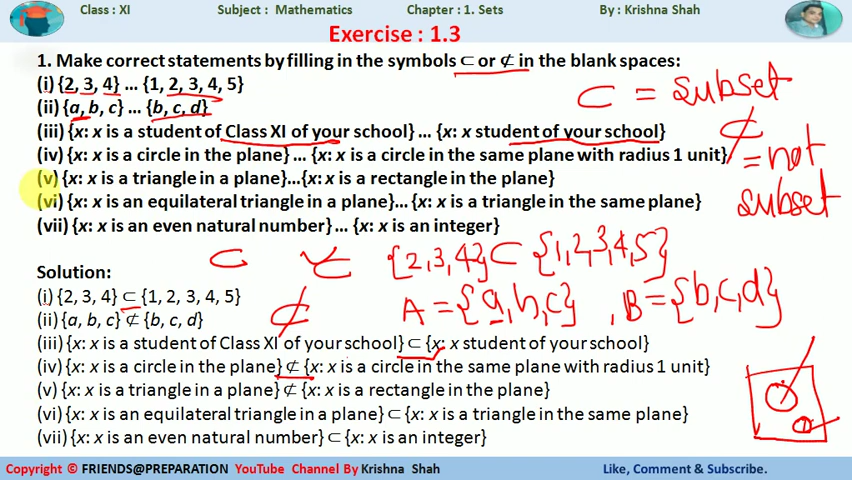 Class : XI Subject : Mathematics Chapter : 1. Sets By : Krishna Shah
Exercise : 1.3
1. Make correct statements by filling in the symbols ⊂ or ⊄ in the blank spaces:
(i) {2, 3, 4} ... {1, 2, 3, 4, 5}
(ii) {a, b, c} ... {b, c, d}
(iii) {x: x is a student of Class XI of your school} ... {x: x student of your school}
(iv) {x: x is a circle in the plane} ... {x: x is a circle in the same plane with radius 1 unit}
(v) {x: x is a triangle in a plane}...{x: x is a rectangle in the plane}
(vi) {x: x is an equilateral triangle in a plane}... {x: x is a triangle in the same plane}
(vii) {x: x is an even natural number} ... {x: x is an integer}
⊂ = subset
⊄ = not
subset
{2,3,4} ⊂ {1,2,3,4,5}
⊄ A = {a,b,c} , B = {b,c,d}
Solution:
(i) {2, 3, 4} ⊂ {1, 2, 3, 4, 5}
(ii) {a, b, c} ⊄ {b, c, d}
(iii) {x: x is a student of Class XI of your school} ⊂ {x: x student of your school}
(iv) {x: x is a circle in the plane} ⊄ {x: x is a circle in the same plane with radius 1 unit}
(v) {x: x is a triangle in a plane} ⊄ {x: x is a rectangle in the plane}
(vi) {x: x is an equilateral triangle in a plane} ⊂ {x: x is a triangle in the same plane}
(vii) {x: x is an even natural number} ⊂ {x: x is an integer}
Copyright © FRIENDS@PREPARATION YouTube Channel By Krishna Shah Like, Comment & Subscribe.